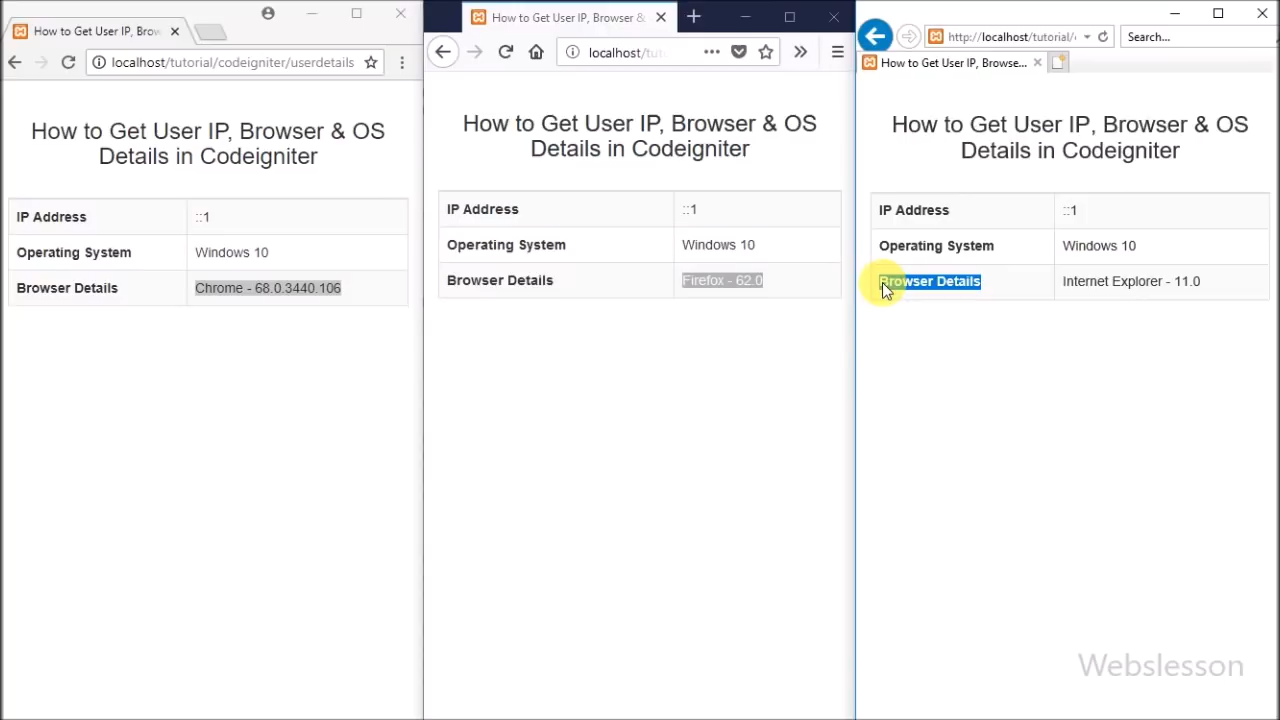 How to Get User IP, Brow
localhost/tutorial/codeigniter/userdetails
How to Get User IP, Browser & OS
Details in Codeigniter
IP Address ::1
Operating System Windows 10
Browser Details Chrome - 68.0.3440.106
How to Get User IP, Browser &
localhost/tut
How to Get User IP, Browser & OS
Details in Codeigniter
IP Address ::1
Operating System Windows 10
Browser Details Firefox - 62.0
http://localhost/tutorial/
Search...
How to Get User IP, Browse...
How to Get User IP, Browser & OS
Details in Codeigniter
IP Address ::1
Operating System Windows 10
Browser Details Internet Explorer - 11.0
Webslesson